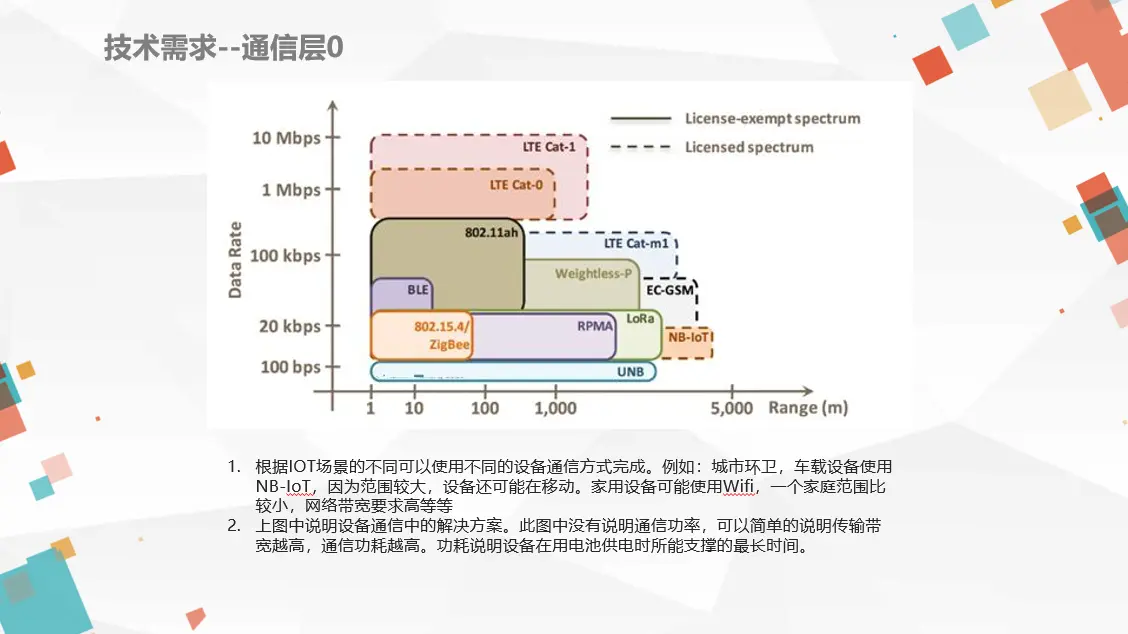 技术需求--通信层0
License-exempt spectrum
Licensed spectrum
Data Rate
10 Mbps
1 Mbps
100 kbps
20 kbps
100 bps
LTE Cat-1
LTE Cat-0
802.11ah
LTE Cat-m1
Weightless-P
BLE
EC-GSM
802.15.4/
ZigBee
RPMA
LoRa
NB-IoT
UNB
1
10
100
1,000
5,000
Range (m)
1. 根据IOT场景的不同可以使用不同的设备通信方式完成。例如：城市环卫，车载设备使用
NB-IoT，因为范围较大，设备还可能在移动。家用设备可能使用Wifi，一个家庭范围比
较小，网络带宽要求高等等
2. 上图中说明设备通信中的解决方案。此图中没有说明通信功率，可以简单的说明传输带
宽越高，通信功耗越高。功耗说明设备在用电池供电时所能支撑的最长时间。